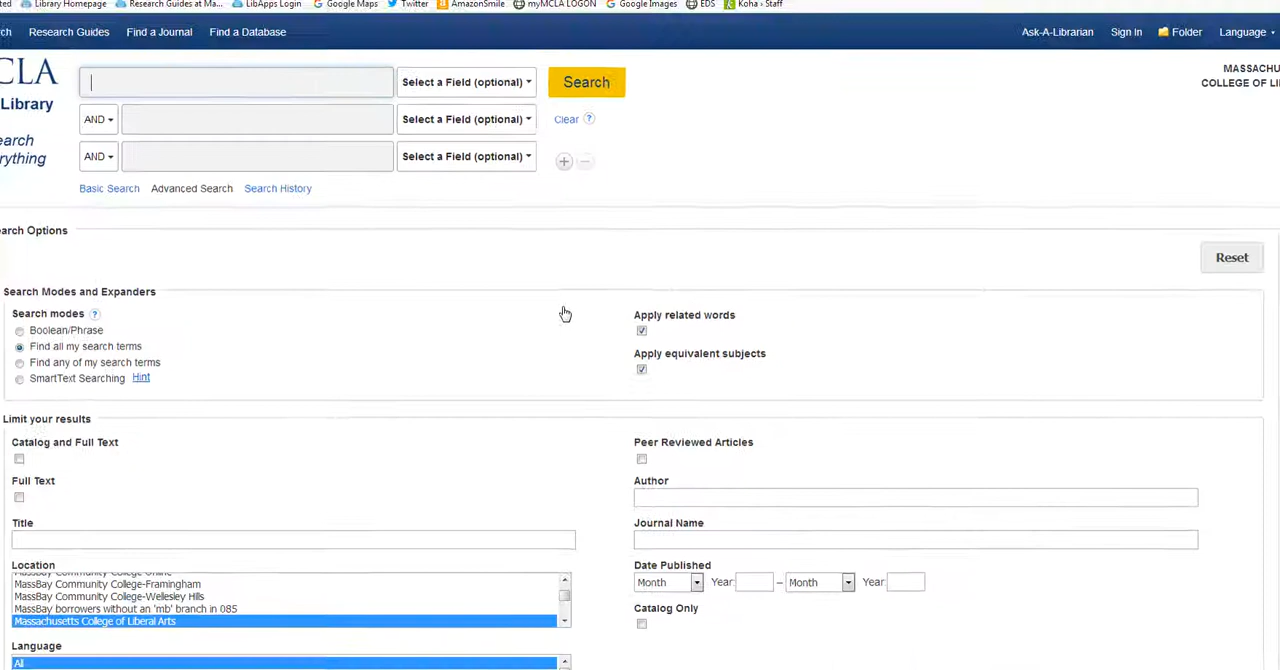 Library Homepage Research Guides at Ma... LibApps Login Google Maps Twitter AmazonSmile myMCLA LOGON Google Images EDS Koha › Staff
Research Guides Find a Journal Find a Database Ask-A-Librarian Sign In Folder Language
CLA
Library
Select a Field (optional) Search
MASSACHU
COLLEGE OF LI
AND Select a Field (optional) Clear ?
AND Select a Field (optional)
Basic Search Advanced Search Search History
Search Modes and Expanders
Reset
Search modes ?
Boolean/Phrase
Find all my search terms
Find any of my search terms
SmartText Searching Hint
Apply related words
Apply equivalent subjects
Limit your results
Catalog and Full Text
Peer Reviewed Articles
Full Text
Author
Title
Journal Name
Location
MassBay Community College-Framingham
MassBay Community College-Wellesley Hills
MassBay borrowers without an 'mb' branch in 085
Massachusetts College of Liberal Arts
Date Published
Month Year: – Month Year:
Catalog Only
Language
All